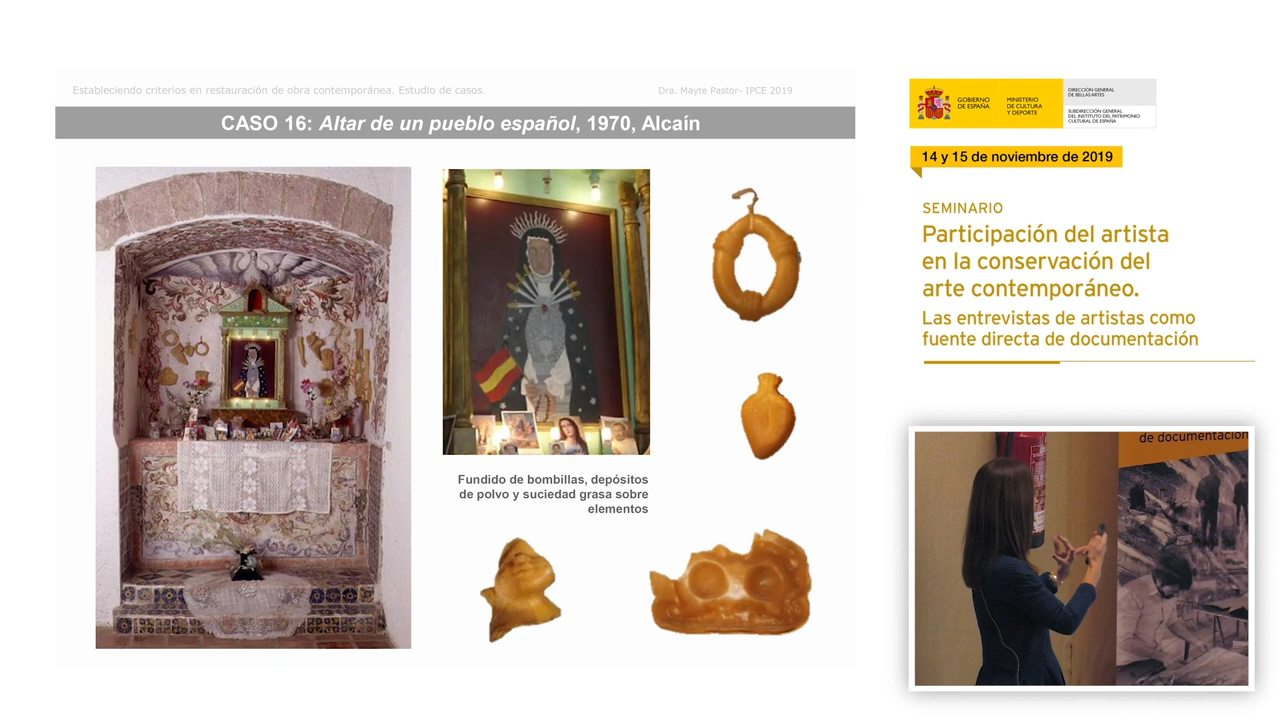 Estableciendo criterios en restauración de obra contemporánea. Estudio de casos.
Dra. Mayte Pastor- IPCE 2019
CASO 16: Altar de un pueblo español, 1970, Alcaín
Fundido de bombillas, depósitos
de polvo y suciedad grasa sobre
elementos
GOBIERNO
DE ESPAÑA
MINISTERIO
DE CULTURA
Y DEPORTE
DIRECCIÓN GENERAL
DE BELLAS ARTES
SUBDIRECCIÓN GENERAL
DEL INSTITUTO DEL PATRIMONIO
CULTURAL DE ESPAÑA
14 y 15 de noviembre de 2019
SEMINARIO
Participación del artista
en la conservación del
arte contemporáneo.
Las entrevistas de artistas como
fuente directa de documentación
de documentación